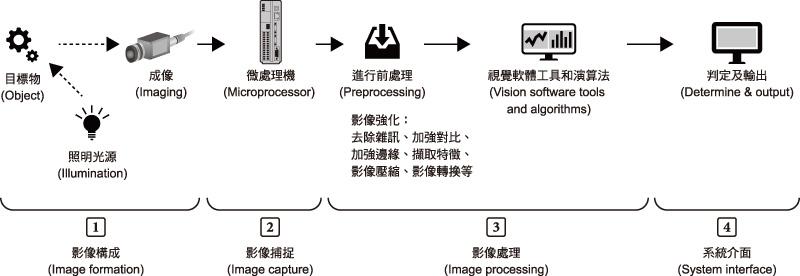 目標物
(Object)
照明光源
(Illumination)
成像
(Imaging)
微處理機
(Microprocessor)
進行前處理
(Preprocessing)
影像強化：
去除雜訊、加強對比、
加強邊緣、擷取特徵、
影像壓縮、影像轉換等
視覺軟體工具和演算法
(Vision software tools
and algorithms)
判定及輸出
(Determine & output)
1
影像構成
(Image formation)
2
影像捕捉
(Image capture)
3
影像處理
(Image processing)
4
系統介面
(System interface)